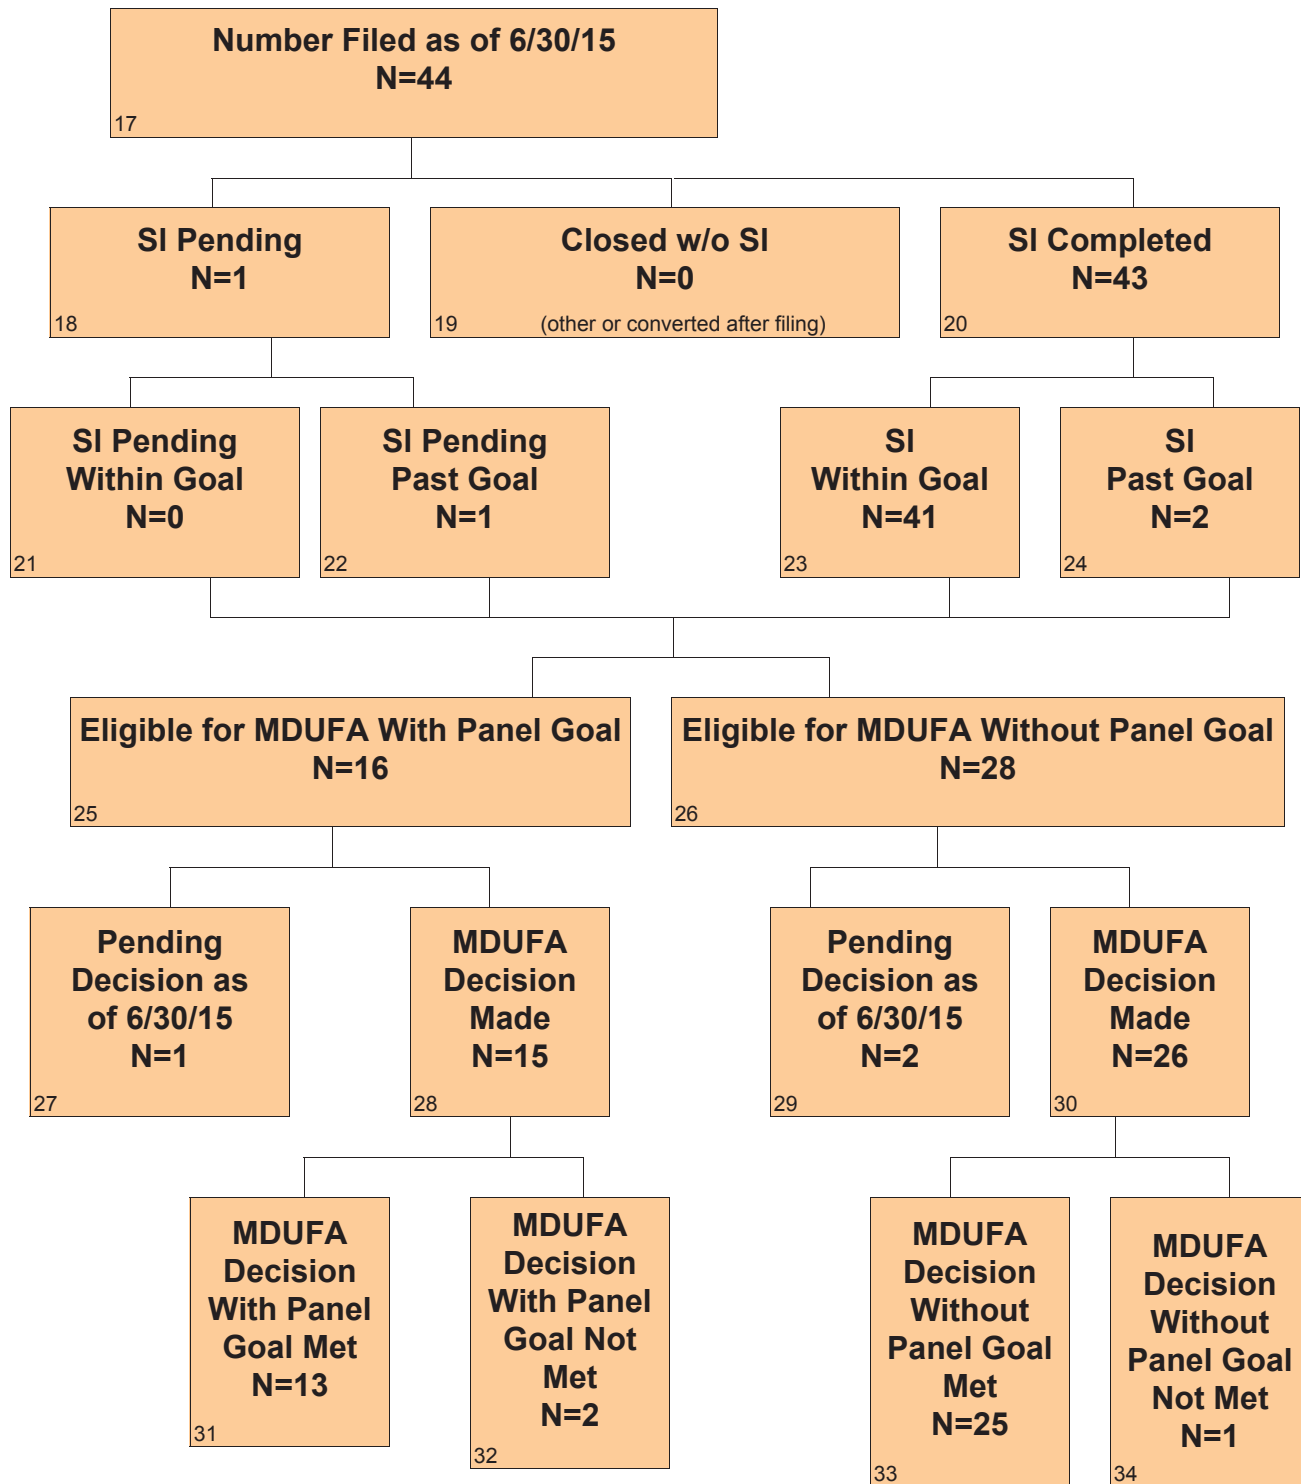 Number Filed as of 6/30/15
N=44
17
SI Pending
N=1
18
Closed w/o SI
N=0
19
(other or converted after filing)
SI Completed
N=43
20
SI Pending
Within Goal
N=0
21
SI Pending
Past Goal
N=1
22
SI
Within Goal
N=41
23
SI
Past Goal
N=2
24
Eligible for MDUFA With Panel Goal
N=16
25
Eligible for MDUFA Without Panel Goal
N=28
26
Pending
Decision as
of 6/30/15
N=1
27
MDUFA
Decision
Made
N=15
28
Pending
Decision as
of 6/30/15
N=2
29
MDUFA
Decision
Made
N=26
30
MDUFA
Decision
With Panel
Goal Met
N=13
31
MDUFA
Decision
With Panel
Goal Not
Met
N=2
32
MDUFA
Decision
Without
Panel Goal
Met
N=25
33
MDUFA
Decision
Without
Panel Goal
Not Met
N=1
34